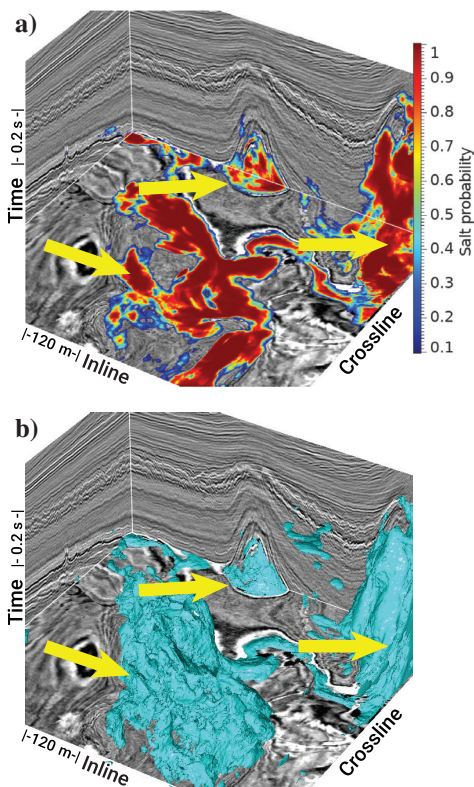 a)
1
0.9
0.8
0.7
0.6
0.5
0.4
0.3
0.2
0.1
Salt probability
Time |- 0.2 s -|
|-120 m-| Inline
Crossline
b)
Time |- 0.2 s -|
|-120 m-| Inline
Crossline